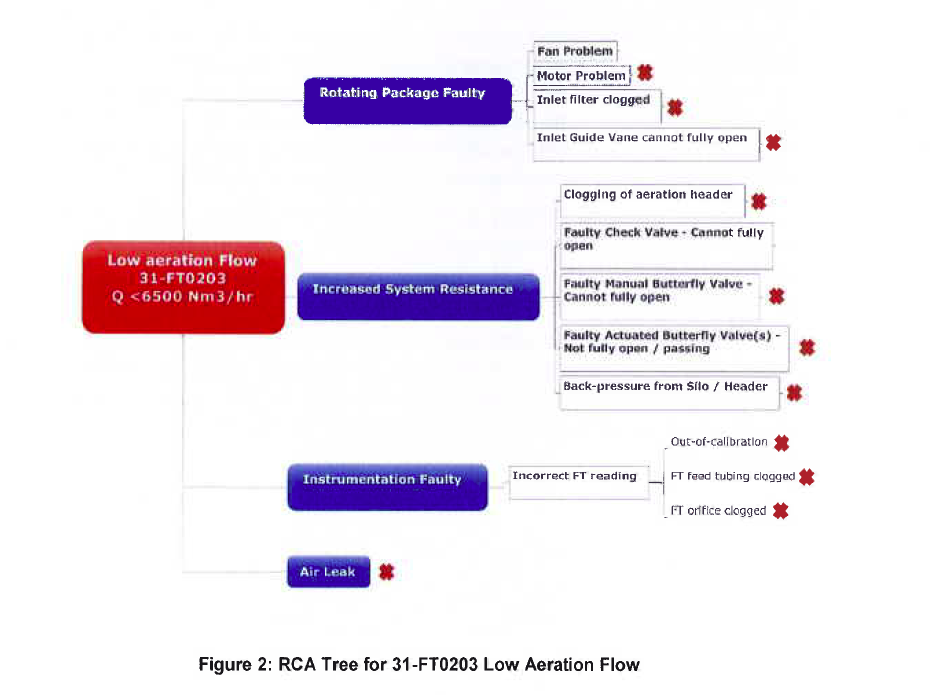 Fan Problem
Motor Problem
Rotating Package Faulty
Inlet filter clogged
Inlet Guide Vane cannot fully open
Clogging of aeration header
Faulty Check Valve - Cannot fully
open
Low aeration Flow
31-FT0203
Q <6500 Nm3/hr
Increased System Resistance
Faulty Manual Butterfly Valve -
Cannot fully open
Faulty Actuated Butterfly Valve(s) -
Not fully open / passing
Back-pressure from Silo / Header
Instrumentation Faulty
Incorrect FT reading
Out-of-calibration
FT feed tubing clogged
FT orifice clogged
Air Leak
Figure 2: RCA Tree for 31-FT0203 Low Aeration Flow